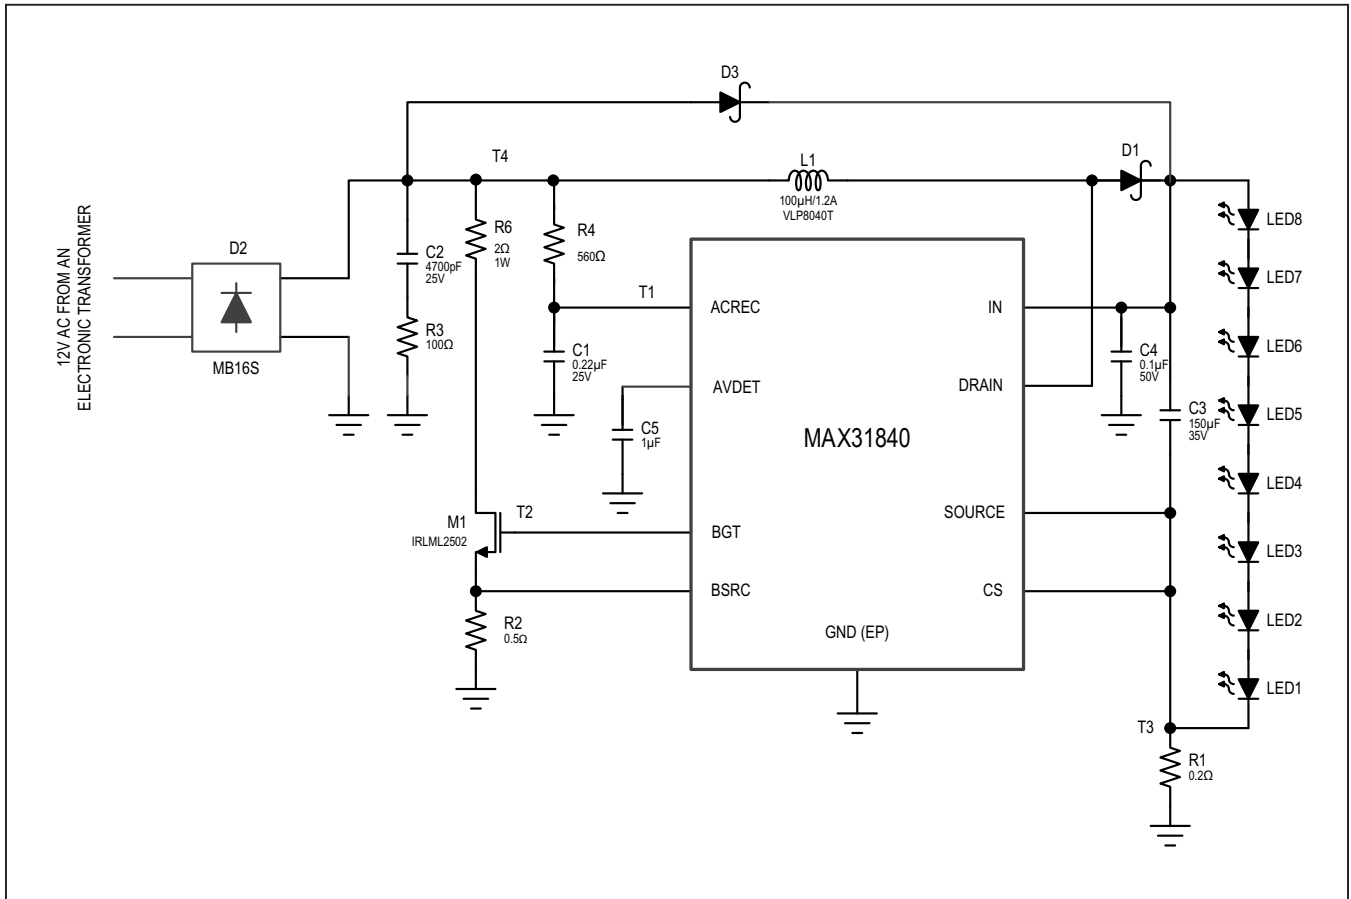 D3
T4
L1
100µH/1.2A
VLP8040T
D1
12V AC FROM AN
ELECTRONIC TRANSFORMER
D2
MB16S
C2
4700pF
25V
R3
100Ω
R6
2Ω
1W
R4
560Ω
T1
C1
0.22µF
25V
C5
1µF
M1
IRLML2502
T2
R2
0.5Ω
ACREC
AVDET
BGT
BSRC
MAX31840
GND (EP)
IN
DRAIN
SOURCE
CS
C4
0.1µF
50V
C3
150µF
35V
LED8
LED7
LED6
LED5
LED4
LED3
LED2
LED1
T3
R1
0.2Ω